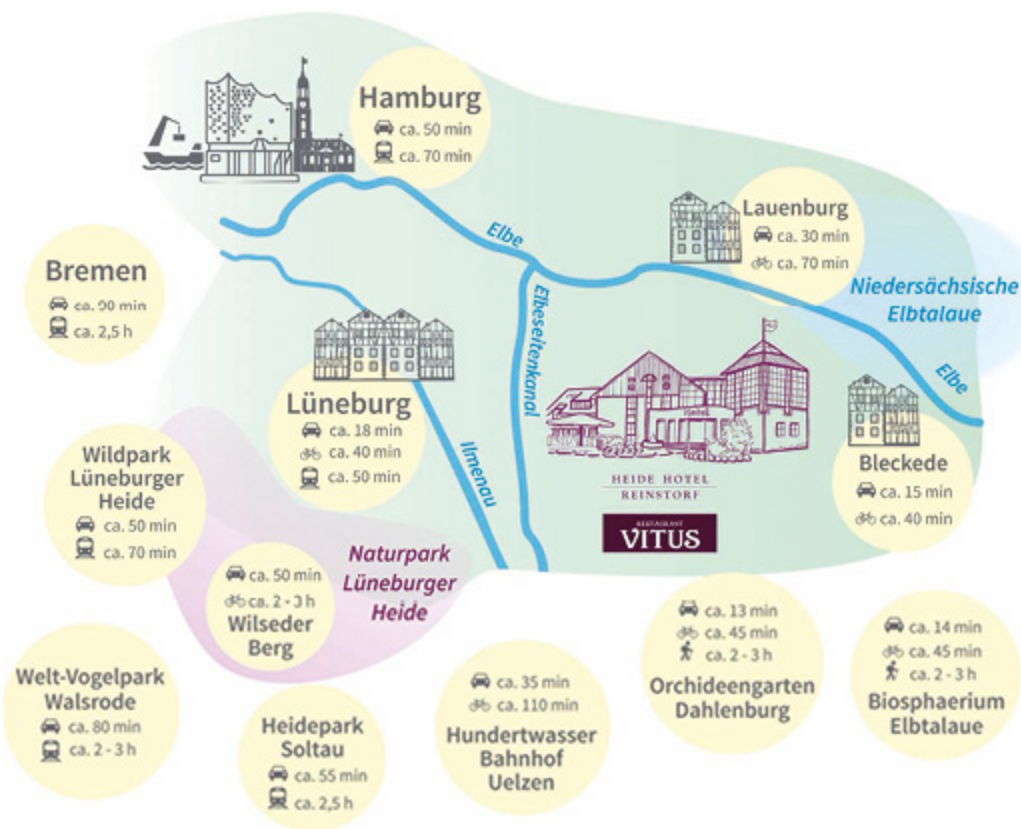 Hamburg
ca. 50 min
ca. 70 min
Elbe
Lauenburg
ca. 30 min
ca. 70 min
Niedersächsische
Elbtalaue
Bremen
ca. 90 min
ca. 2,5 h
Elbeseitenkanal
Elbe
Lüneburg
ca. 18 min
ca. 40 min
ca. 50 min
Ilmenau
Hotel
HEIDE HOTEL
REINSTORF
RESTAURANT
VITUS
Bleckede
ca. 15 min
ca. 40 min
Wildpark
Lüneburger
Heide
ca. 50 min
ca. 70 min
Naturpark
Lüneburger
Heide
ca. 50 min
ca. 2 - 3 h
Wilseder
Berg
Welt-Vogelpark
Walsrode
ca. 80 min
ca. 2 - 3 h
Heidepark
Soltau
ca. 55 min
ca. 2,5 h
ca. 35 min
ca. 110 min
Hundertwasser
Bahnhof
Uelzen
ca. 13 min
ca. 45 min
ca. 2 - 3 h
Orchideengarten
Dahlenburg
ca. 14 min
ca. 45 min
ca. 2 - 3 h
Biosphaerium
Elbtalaue